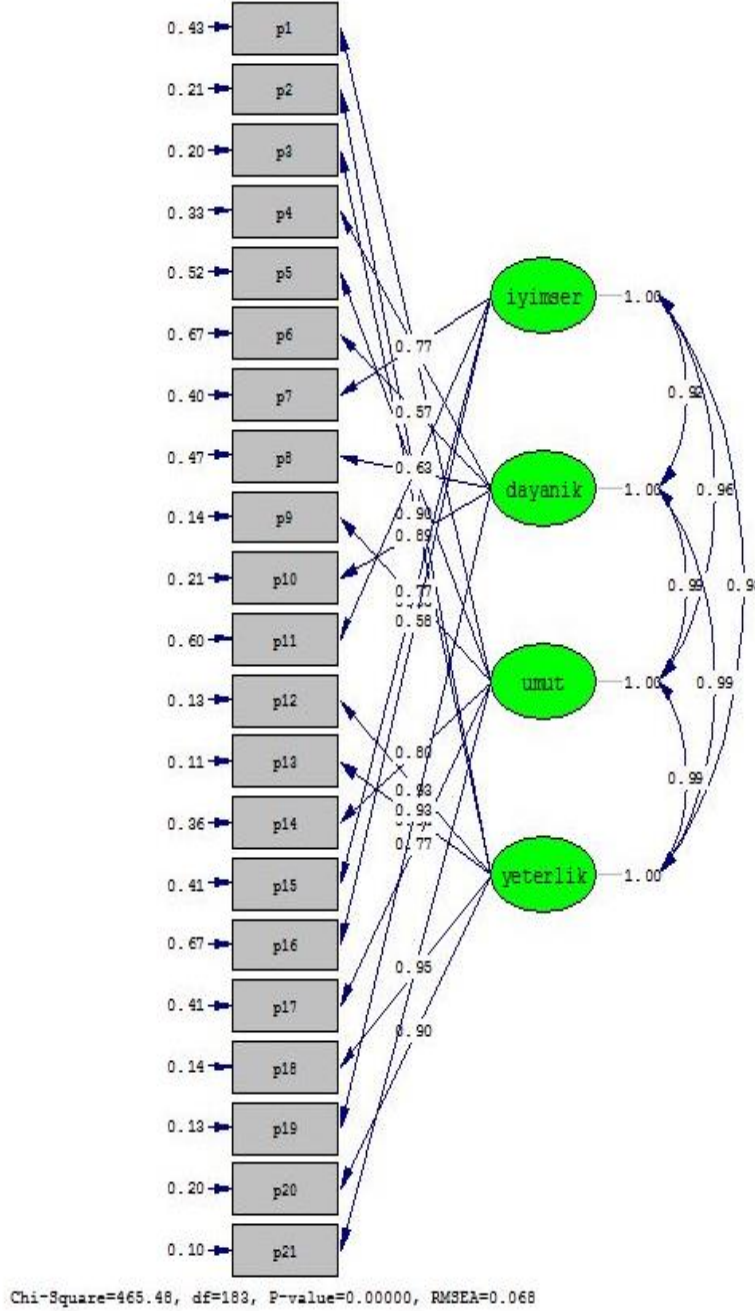 0.43 p1
0.21 p2
0.20 p3
0.33 p4
0.52 p5
0.67 p6
0.40 p7
0.47 p8
0.14 p9
0.21 p10
0.60 p11
0.13 p12
0.11 p13
0.36 p14
0.41 p15
0.67 p16
0.41 p17
0.14 p18
0.13 p19
0.20 p20
0.10 p21
0.77
0.57
0.63
0.90
0.89
0.77
0.58
0.80
0.93
0.93
0.77
0.95
0.90
iyimser 1.00
dayanik 1.00
umut 1.00
yeterlik 1.00
0.92
0.96
0.99
0.99
0.99
Chi-Square=465.48, df=183, P-value=0.00000, RMSEA=0.068